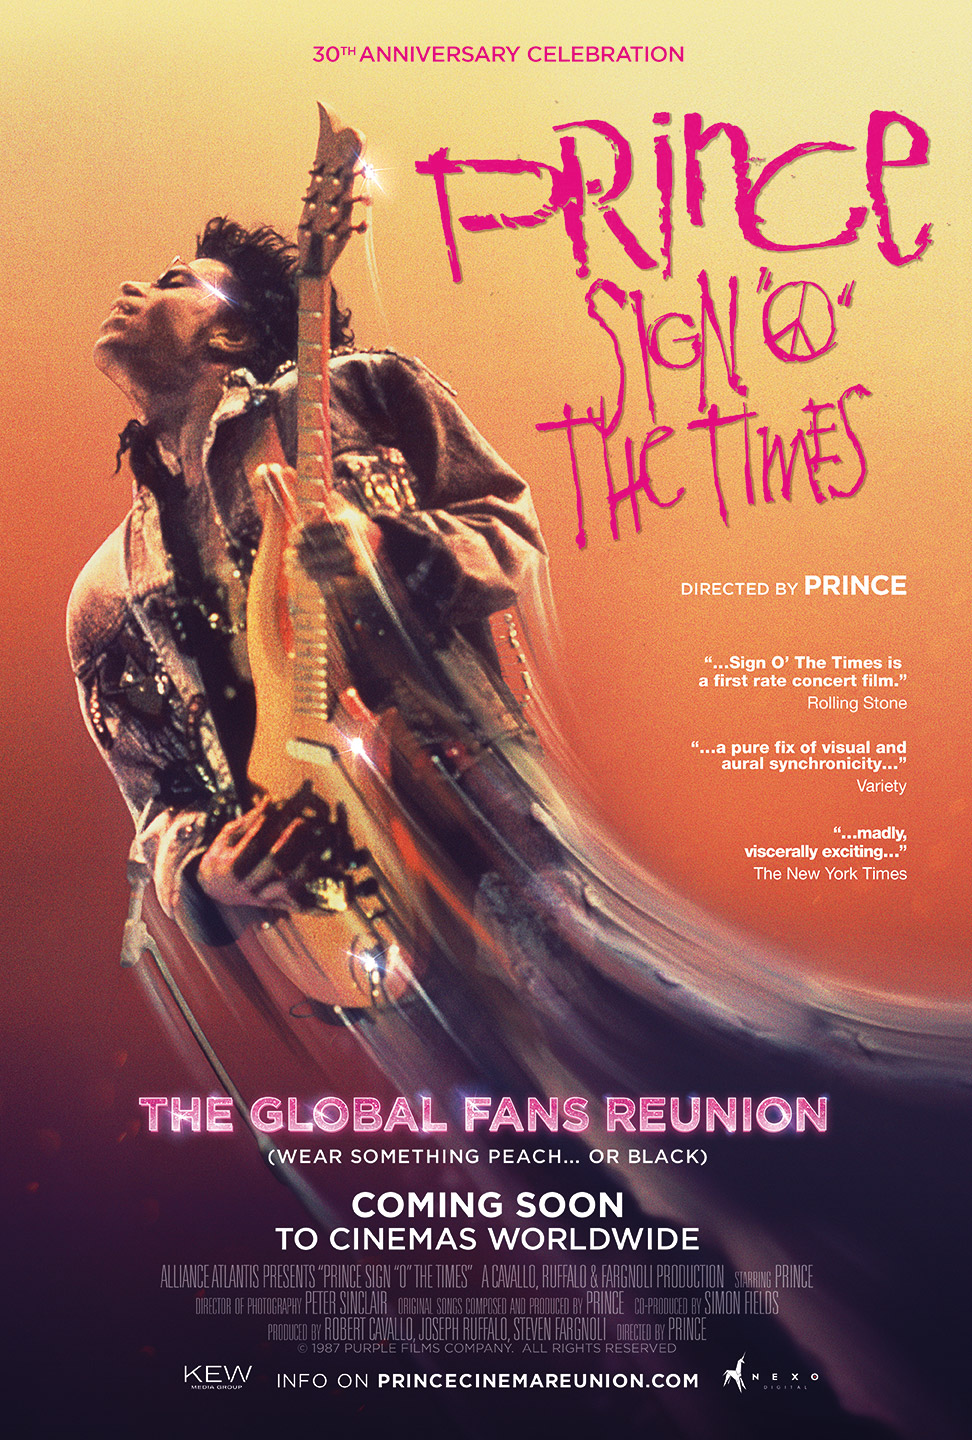 30TH ANNIVERSARY CELEBRATION
PRINCE
SIGN "O"
THE TIMES
DIRECTED BY PRINCE
“...Sign O’ The Times is
a first rate concert film.”
Rolling Stone
“...a pure fix of visual and
aural synchronicity...”
Variety
“...madly,
viscerally exciting...”
The New York Times
THE GLOBAL FANS REUNION
(WEAR SOMETHING PEACH... OR BLACK)
COMING SOON
TO CINEMAS WORLDWIDE
ALLIANCE ATLANTIS PRESENTS “PRINCE SIGN “O” THE TIMES” A CAVALLO, RUFFALO & FARGNOLI PRODUCTION STARRING PRINCE
DIRECTOR OF PHOTOGRAPHY PETER SINCLAIR ORIGINAL SONGS COMPOSED AND PRODUCED BY PRINCE CO-PRODUCED BY SIMON FIELDS
PRODUCED BY ROBERT CAVALLO, JOSEPH RUFFALO, STEVEN FARGNOLI DIRECTED BY PRINCE
© 1987 PURPLE FILMS COMPANY. ALL RIGHTS RESERVED
KEW
MEDIA GROUP
INFO ON PRINCECINEMAREUNION.COM
NEXO
DIGITAL